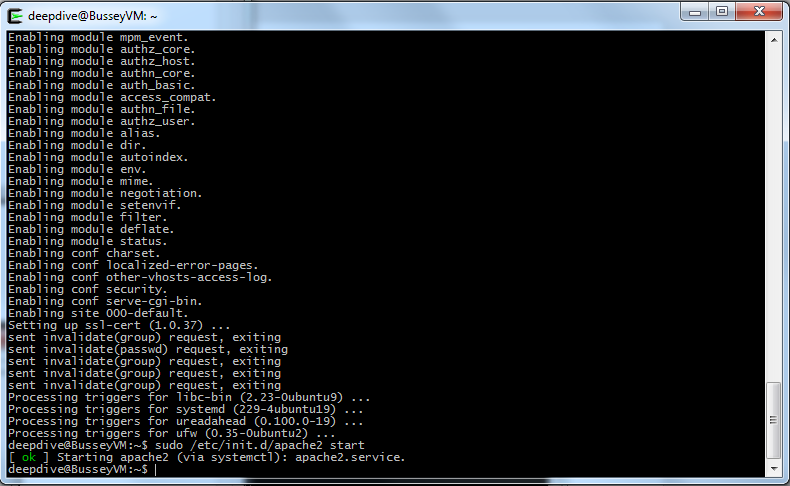 deepdive@BusseyVM: ~
Enabling module mpm_event.
Enabling module authz_core.
Enabling module authz_host.
Enabling module authn_core.
Enabling module auth_basic.
Enabling module access_compat.
Enabling module authn_file.
Enabling module authz_user.
Enabling module alias.
Enabling module dir.
Enabling module autoindex.
Enabling module env.
Enabling module mime.
Enabling module negotiation.
Enabling module setenvif.
Enabling module filter.
Enabling module deflate.
Enabling module status.
Enabling conf charset.
Enabling conf localized-error-pages.
Enabling conf other-vhosts-access-log.
Enabling conf security.
Enabling conf serve-cgi-bin.
Enabling site 000-default.
Setting up ssl-cert (1.0.37) ...
sent invalidate(group) request, exiting
sent invalidate(passwd) request, exiting
sent invalidate(group) request, exiting
sent invalidate(group) request, exiting
sent invalidate(group) request, exiting
Processing triggers for libc-bin (2.23-0ubuntu9) ...
Processing triggers for systemd (229-4ubuntu19) ...
Processing triggers for ureadahead (0.100.0-19) ...
Processing triggers for ufw (0.35-0ubuntu2) ...
deepdive@BusseyVM:~$ sudo /etc/init.d/apache2 start
[ ok ] Starting apache2 (via systemctl): apache2.service.
deepdive@BusseyVM:~$